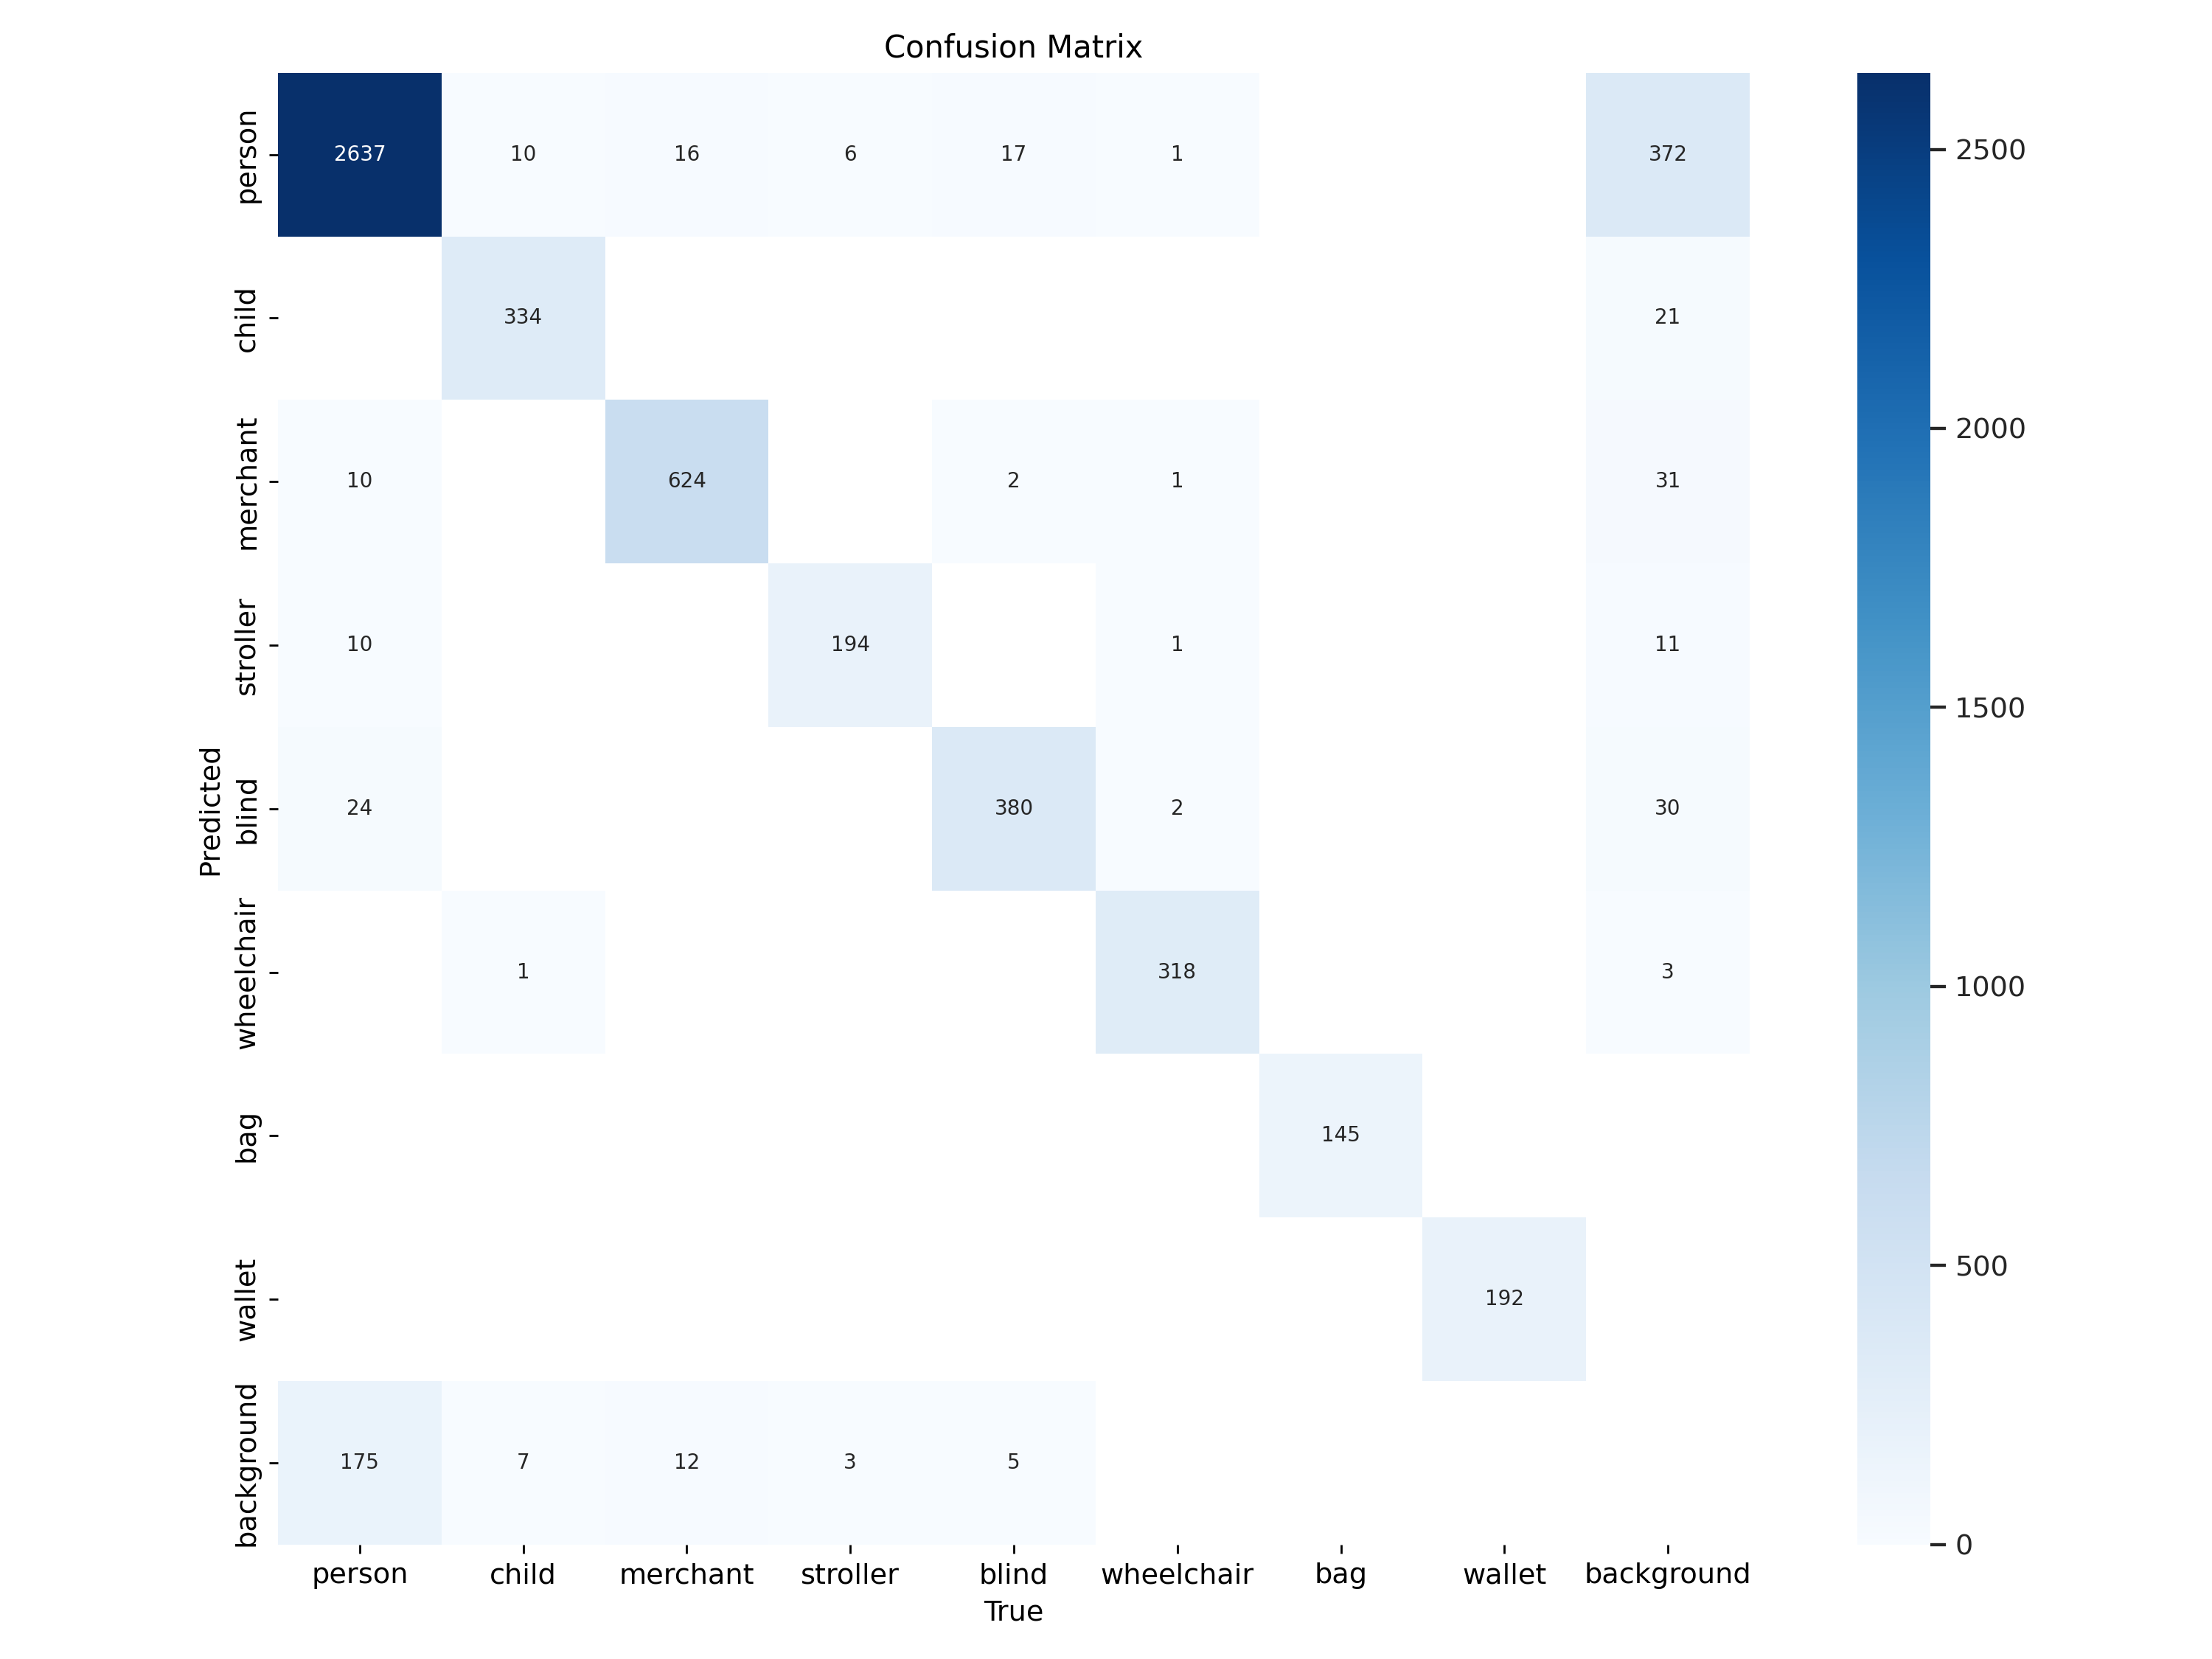 Confusion Matrix
person
2637
10
16
6
17
1
372
2500
child
334
21
2000
merchant
10
624
2
1
31
stroller
10
194
1
11
1500
Predicted
blind
24
380
2
30
wheelchair
1
318
3
1000
bag
145
wallet
192
500
background
175
7
12
3
5
0
person
child
merchant
stroller
blind
wheelchair
bag
wallet
background
True